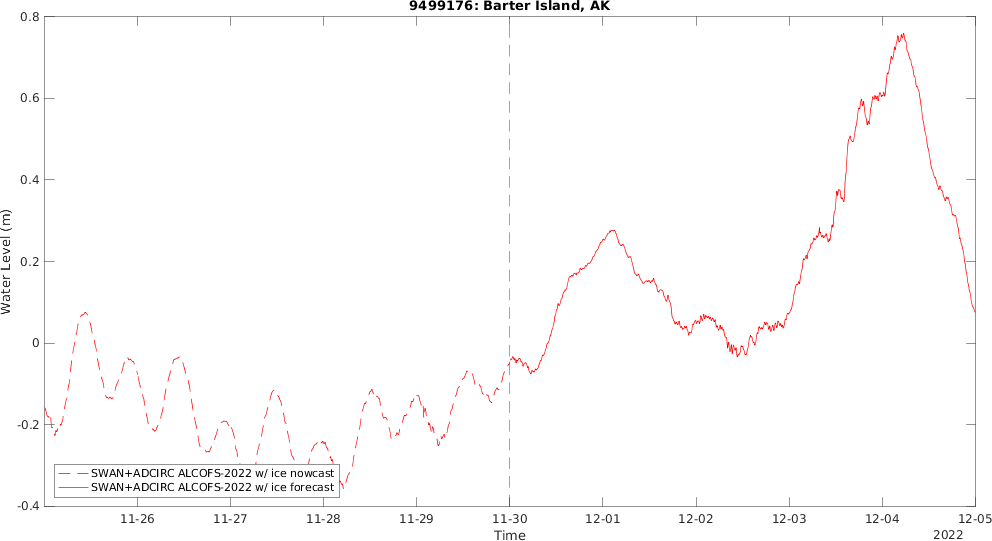 9499176: Barter Island, AK
0.8
0.6
0.4
0.2
0
-0.2
-0.4
Water Level (m)
SWAN+ADCIRC ALCOFS-2022 w/ ice nowcast
SWAN+ADCIRC ALCOFS-2022 w/ ice forecast
11-26 11-27 11-28 11-29 11-30 12-01 12-02 12-03 12-04 12-05
Time
2022